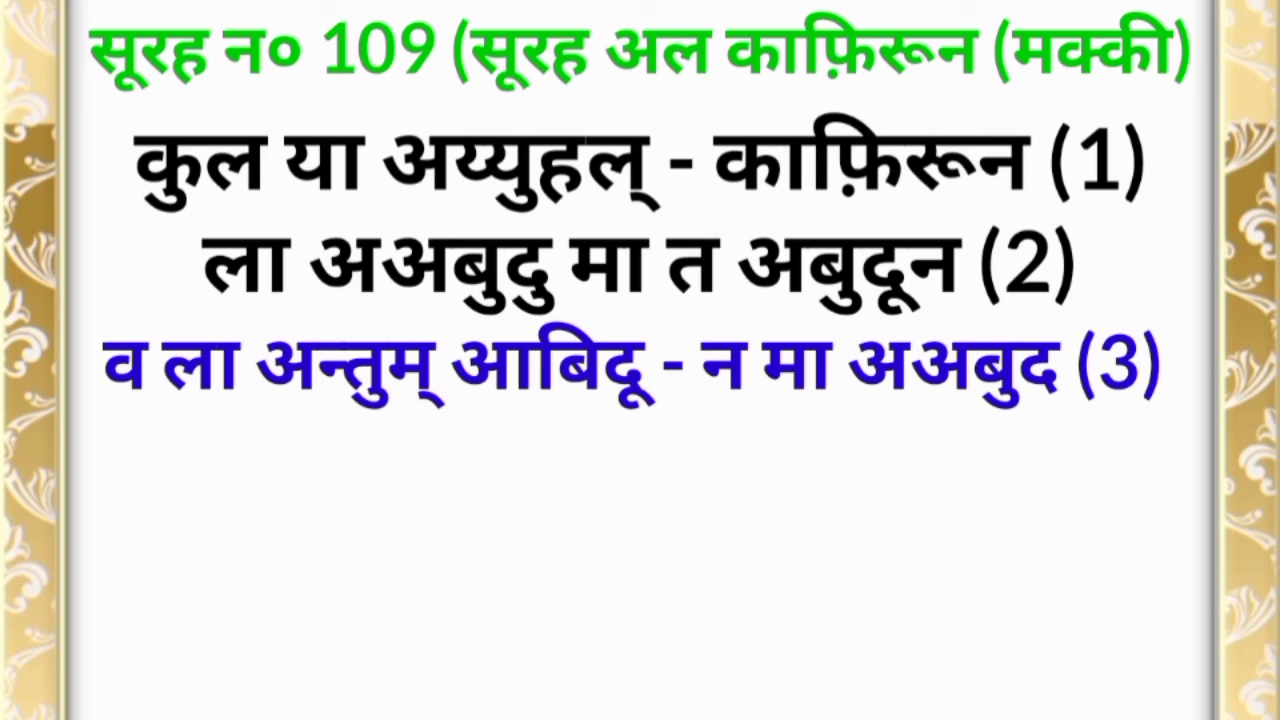 सूरह न० 109 (सूरह अल काफ़िरून (मक्की)
कुल या अय्युहल् - काफ़िरून (1)
ला अअबुदु मा त अबुदून (2)
व ला अन्तुम् आबिदू - न मा अअबुद (3)